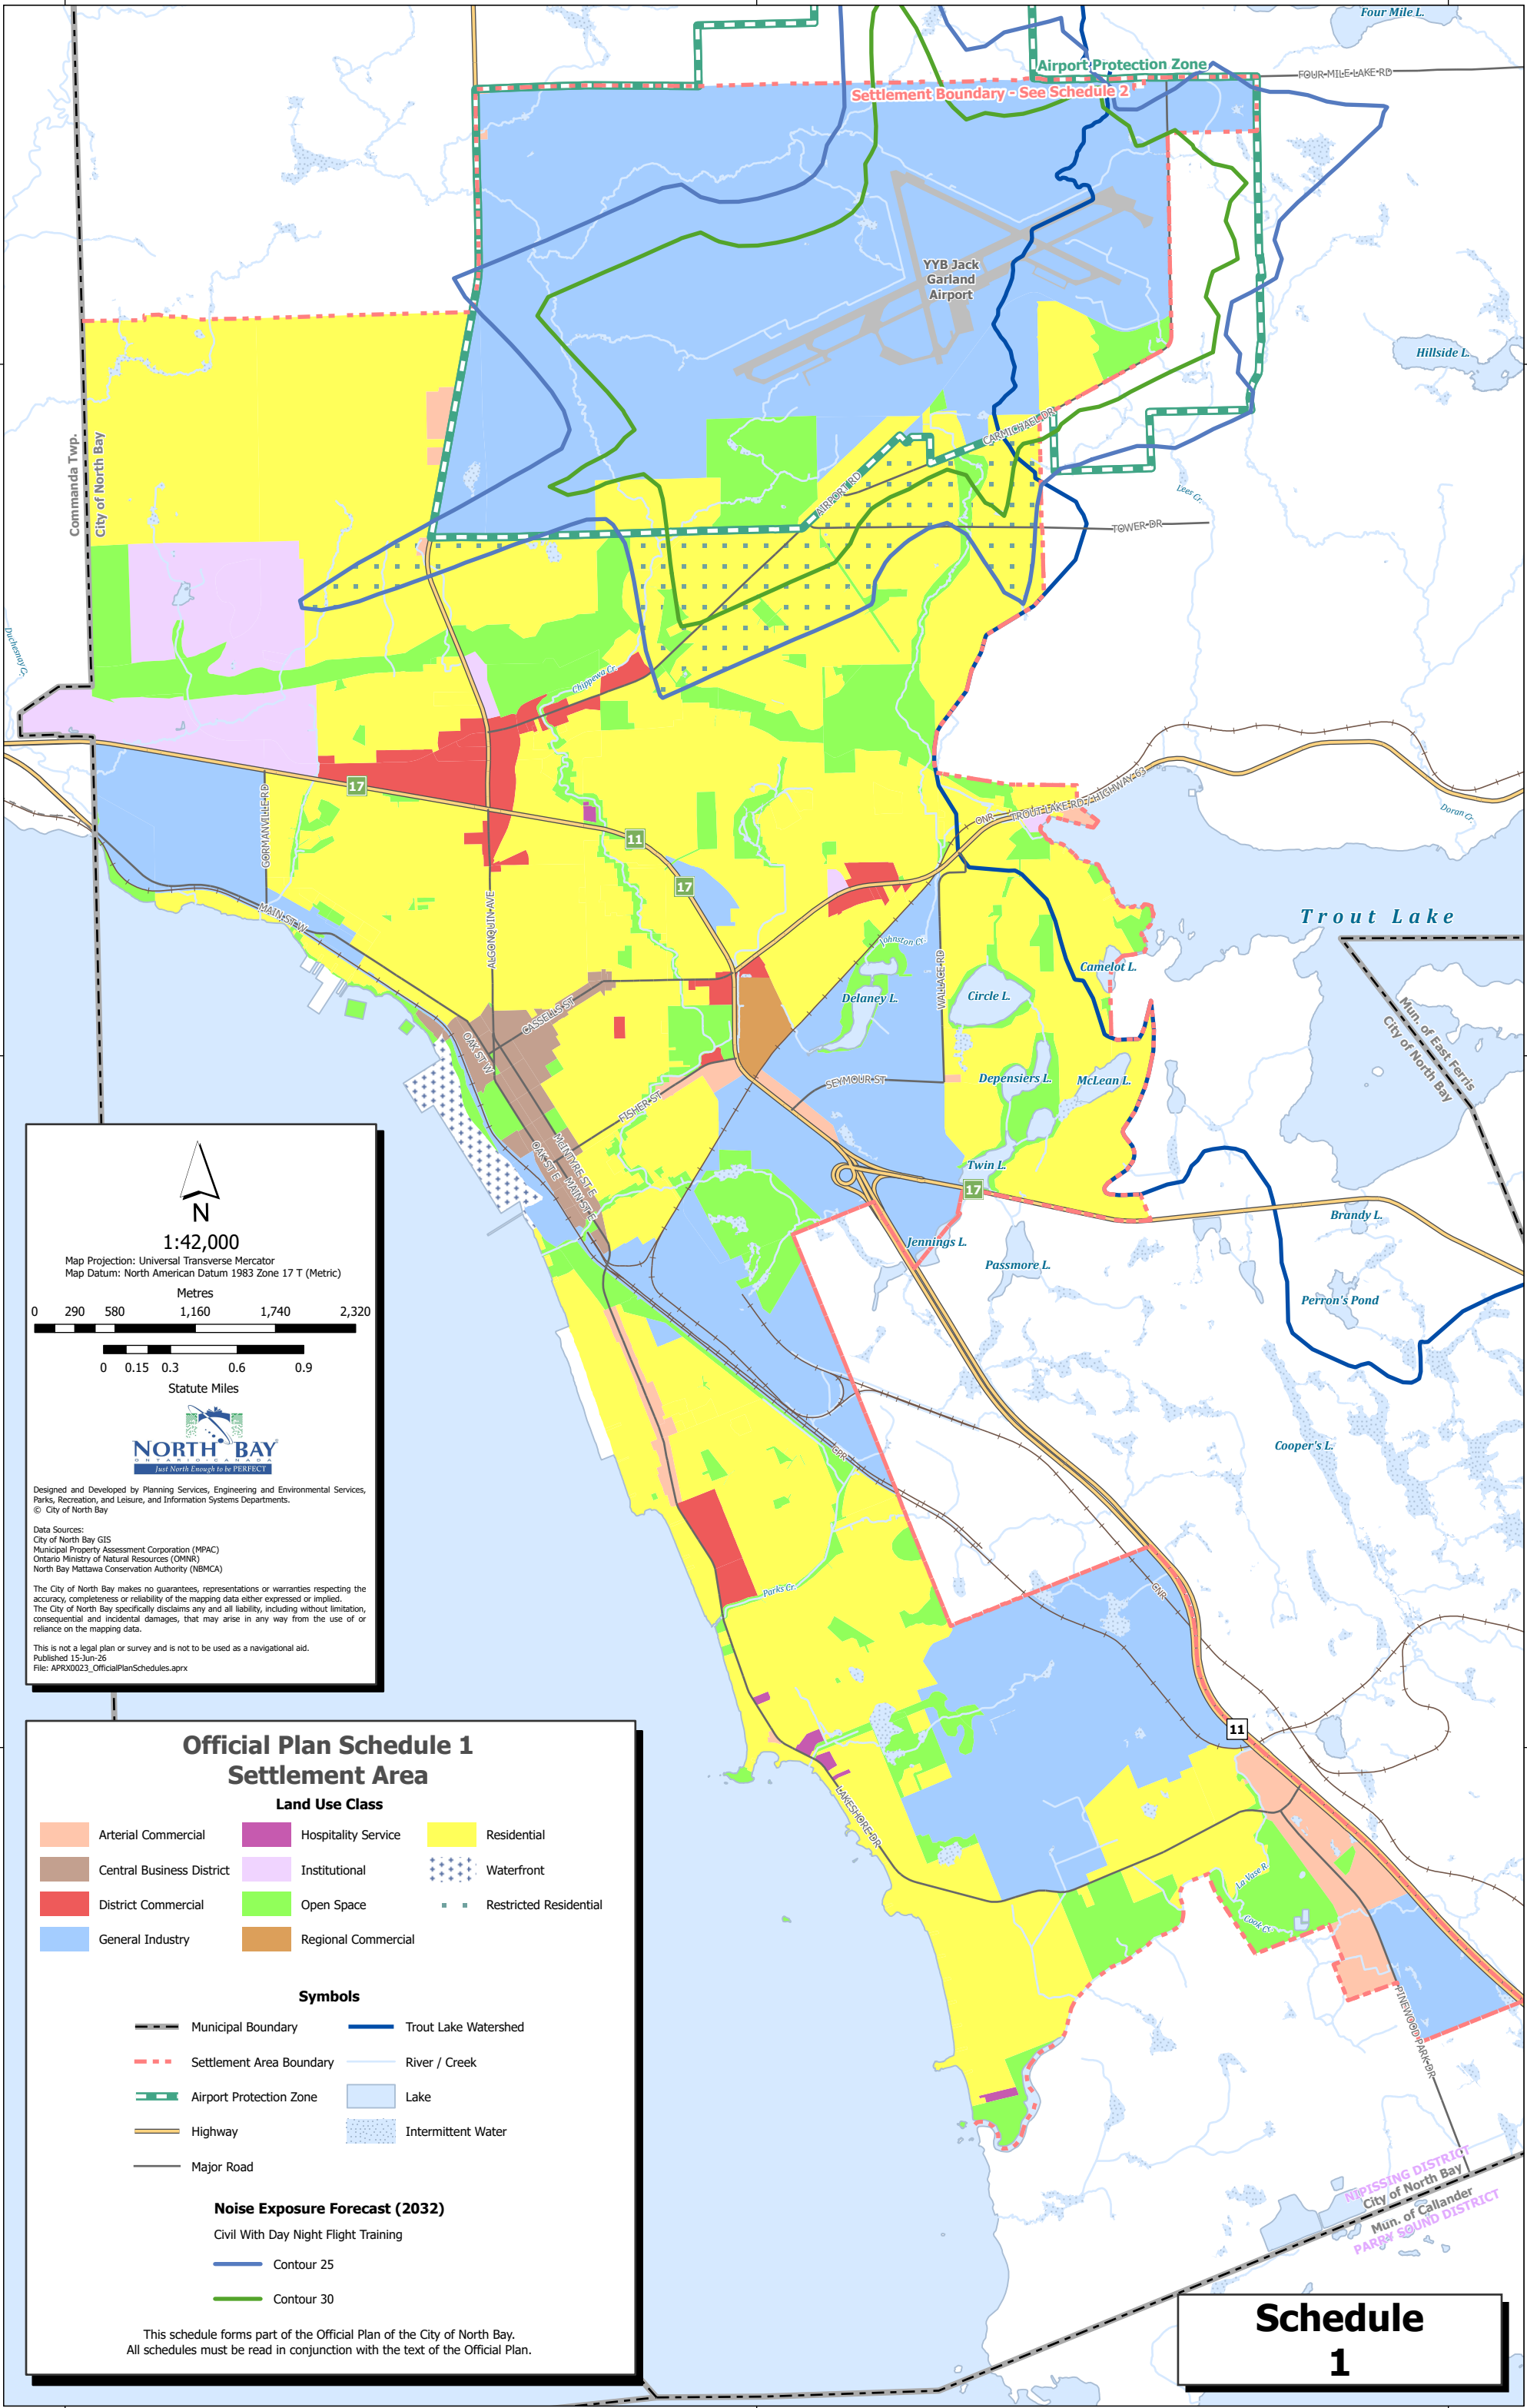 Four Mile L.
Airport Protection Zone
FOUR MILE LAKE RD
Settlement Boundary - See Schedule 2
YYB Jack
Garland
Airport
Hillside L.
CARMICHAEL DR
Commanda Twp.
City of North Bay
AIRPORT RD
Lees Cr.
TOWER DR
Duchesnay Cr.
Chippewa Cr.
17
GORMANVILLE RD
11
TROUT LAKE RD / HIGHWAY 63
ONR
Doran Cr.
17
MAIN ST W
ALGONQUIN AVE
Trout Lake
Johnston Cr.
WALLACE RD
Camelot L.
Delaney L.
Circle L.
CASSELLS ST
OAK ST W
Mun. of East Ferris
City of North Bay
Depensiers L.
McLean L.
SEYMOUR ST
FISHER ST
MCINTYRE ST E
OAK ST E
MAIN ST E
Twin L.
17
Brandy L.
Jennings L.
Passmore L.
Perron's Pond
Cooper's L.
CPR
CNR
Parks Cr.
11
LAKESHORE DR
La Vase R.
Cook Cr.
PINEWOOD PARK DR
NIPISSING DISTRICT
City of North Bay
Mun. of Callander
PARRY SOUND DISTRICT
N
1:42,000
Map Projection: Universal Transverse Mercator
Map Datum: North American Datum 1983 Zone 17 T (Metric)
Metres
0 290 580 1,160 1,740 2,320
0 0.15 0.3 0.6 0.9
Statute Miles
NORTH BAY
ONTARIO · CANADA
Just North Enough to be PERFECT
Designed and Developed by Planning Services, Engineering and Environmental Services,
Parks, Recreation, and Leisure, and Information Systems Departments.
© City of North Bay
Data Sources:
City of North Bay GIS
Municipal Property Assessment Corporation (MPAC)
Ontario Ministry of Natural Resources (OMNR)
North Bay Mattawa Conservation Authority (NBMCA)
The City of North Bay makes no guarantees, representations or warranties respecting the
accuracy, completeness or reliability of the mapping data either expressed or implied.
The City of North Bay specifically disclaims any and all liability, including without limitation,
consequential and incidental damages, that may arise in any way from the use of or
reliance on the mapping data.
This is not a legal plan or survey and is not to be used as a navigational aid.
Published 15-Jun-26
File: APRX0023_OfficialPlanSchedules.aprx
Official Plan Schedule 1
Settlement Area
Land Use Class
Arterial Commercial
Hospitality Service
Residential
Central Business District
Institutional
Waterfront
District Commercial
Open Space
Restricted Residential
General Industry
Regional Commercial
Symbols
Municipal Boundary
Trout Lake Watershed
Settlement Area Boundary
River / Creek
Airport Protection Zone
Lake
Highway
Intermittent Water
Major Road
Noise Exposure Forecast (2032)
Civil With Day Night Flight Training
Contour 25
Contour 30
This schedule forms part of the Official Plan of the City of North Bay.
All schedules must be read in conjunction with the text of the Official Plan.
Schedule
1